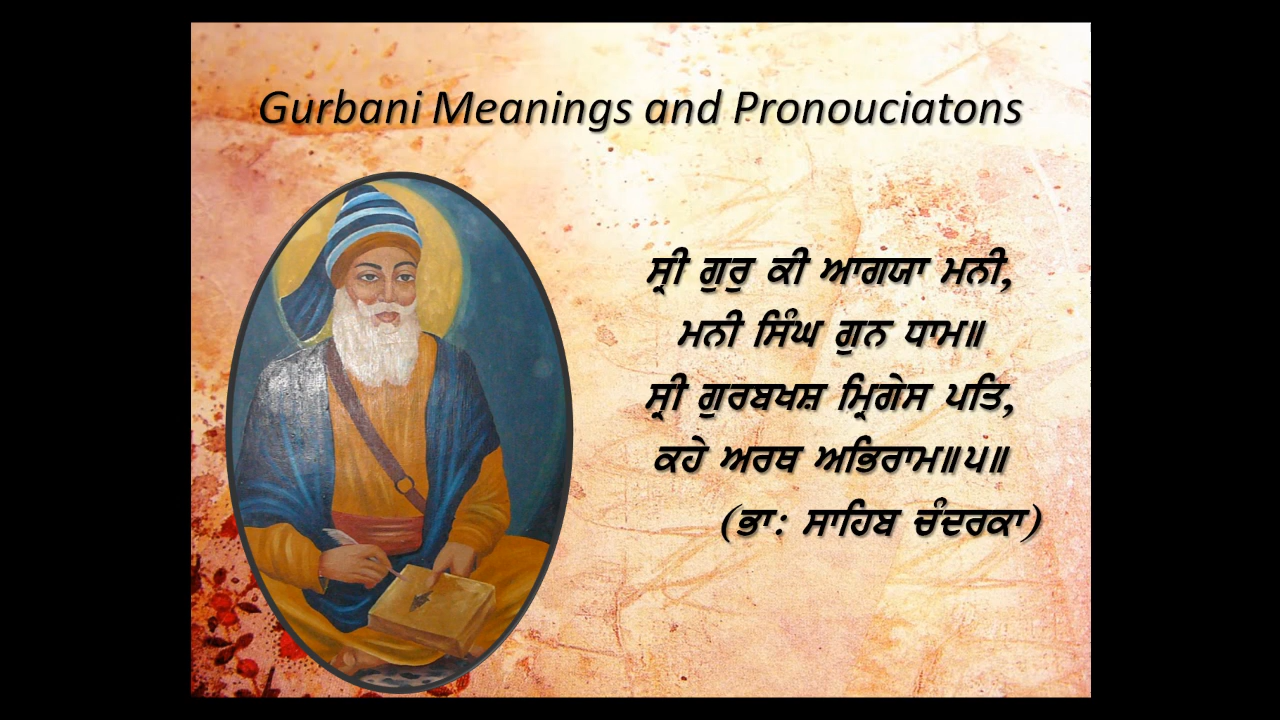 Gurbani Meanings and Pronouciatons
ਸ੍ਰੀ ਗੁਰੁ ਕੀ ਆਗਯਾ ਮਨੀ,
ਮਨੀ ਸਿੰਘ ਗੁਨ ਧਾਮ॥
ਸ੍ਰੀ ਗੁਰਬਖਸ਼ ਮ੍ਰਿਗੇਸ ਪਤਿ,
ਕਹੇ ਅਰਥ ਅਭਿਰਾਮ॥੫॥
(ਭਾ: ਸਾਹਿਬ ਚੰਦਰਕਾ)